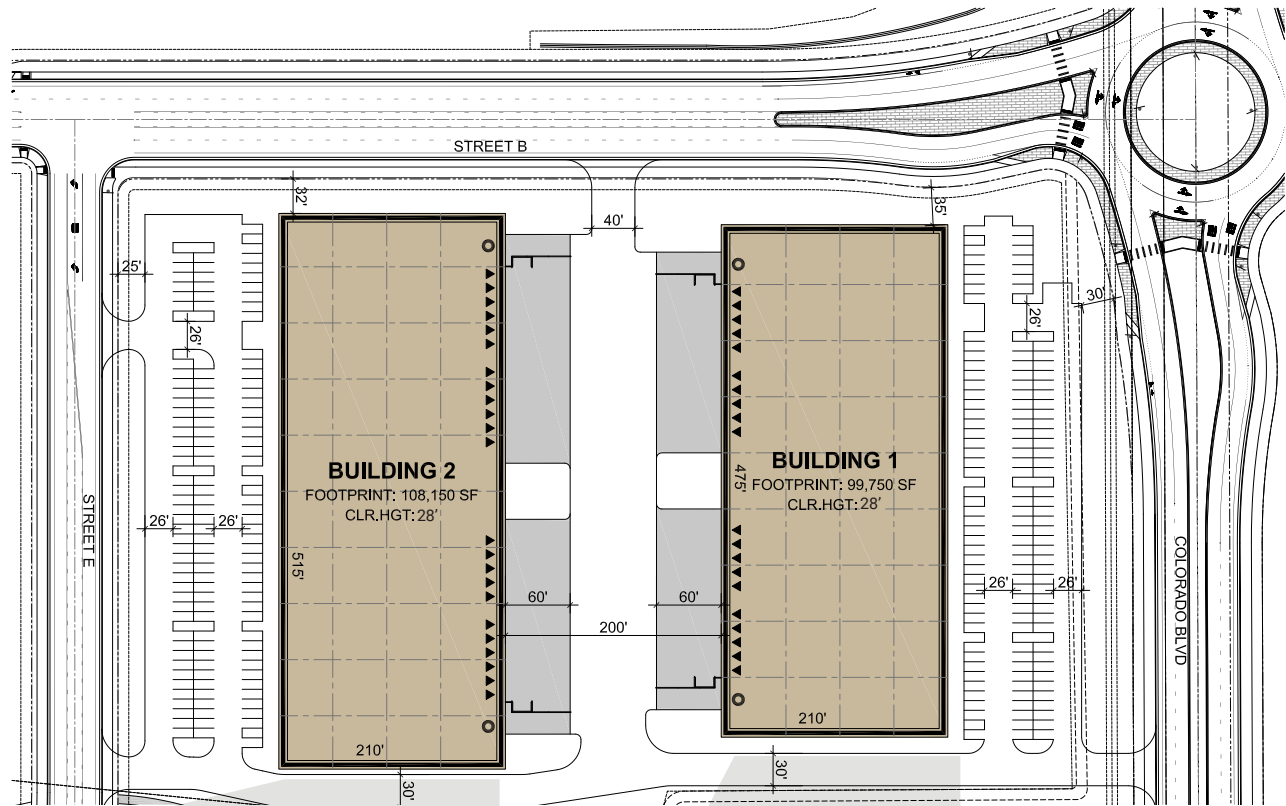 STREET B
32'
35'
40'
25'
30'
26'
26'
BUILDING 2
FOOTPRINT: 108,150 SF
CLR.HGT: 28'
BUILDING 1
FOOTPRINT: 99,750 SF
CLR.HGT: 28'
475'
STREET E
26'
26'
515'
COLORADO BLVD
60'
60'
26'
26'
200'
210'
210'
30'
30'